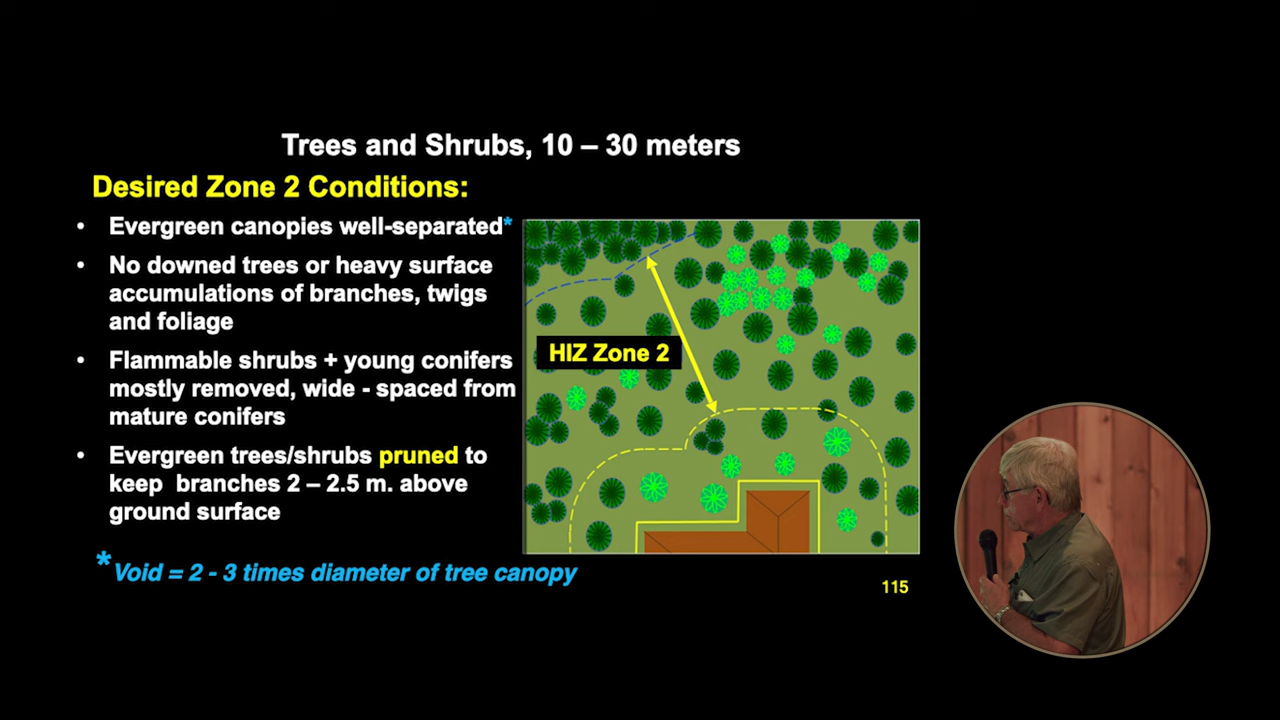 Trees and Shrubs, 10 – 30 meters
Desired Zone 2 Conditions:
• Evergreen canopies well-separated*
• No downed trees or heavy surface
accumulations of branches, twigs
and foliage
• Flammable shrubs + young conifers
mostly removed, wide - spaced from
mature conifers
• Evergreen trees/shrubs pruned to
keep branches 2 – 2.5 m. above
ground surface
* Void = 2 - 3 times diameter of tree canopy
HIZ Zone 2
115